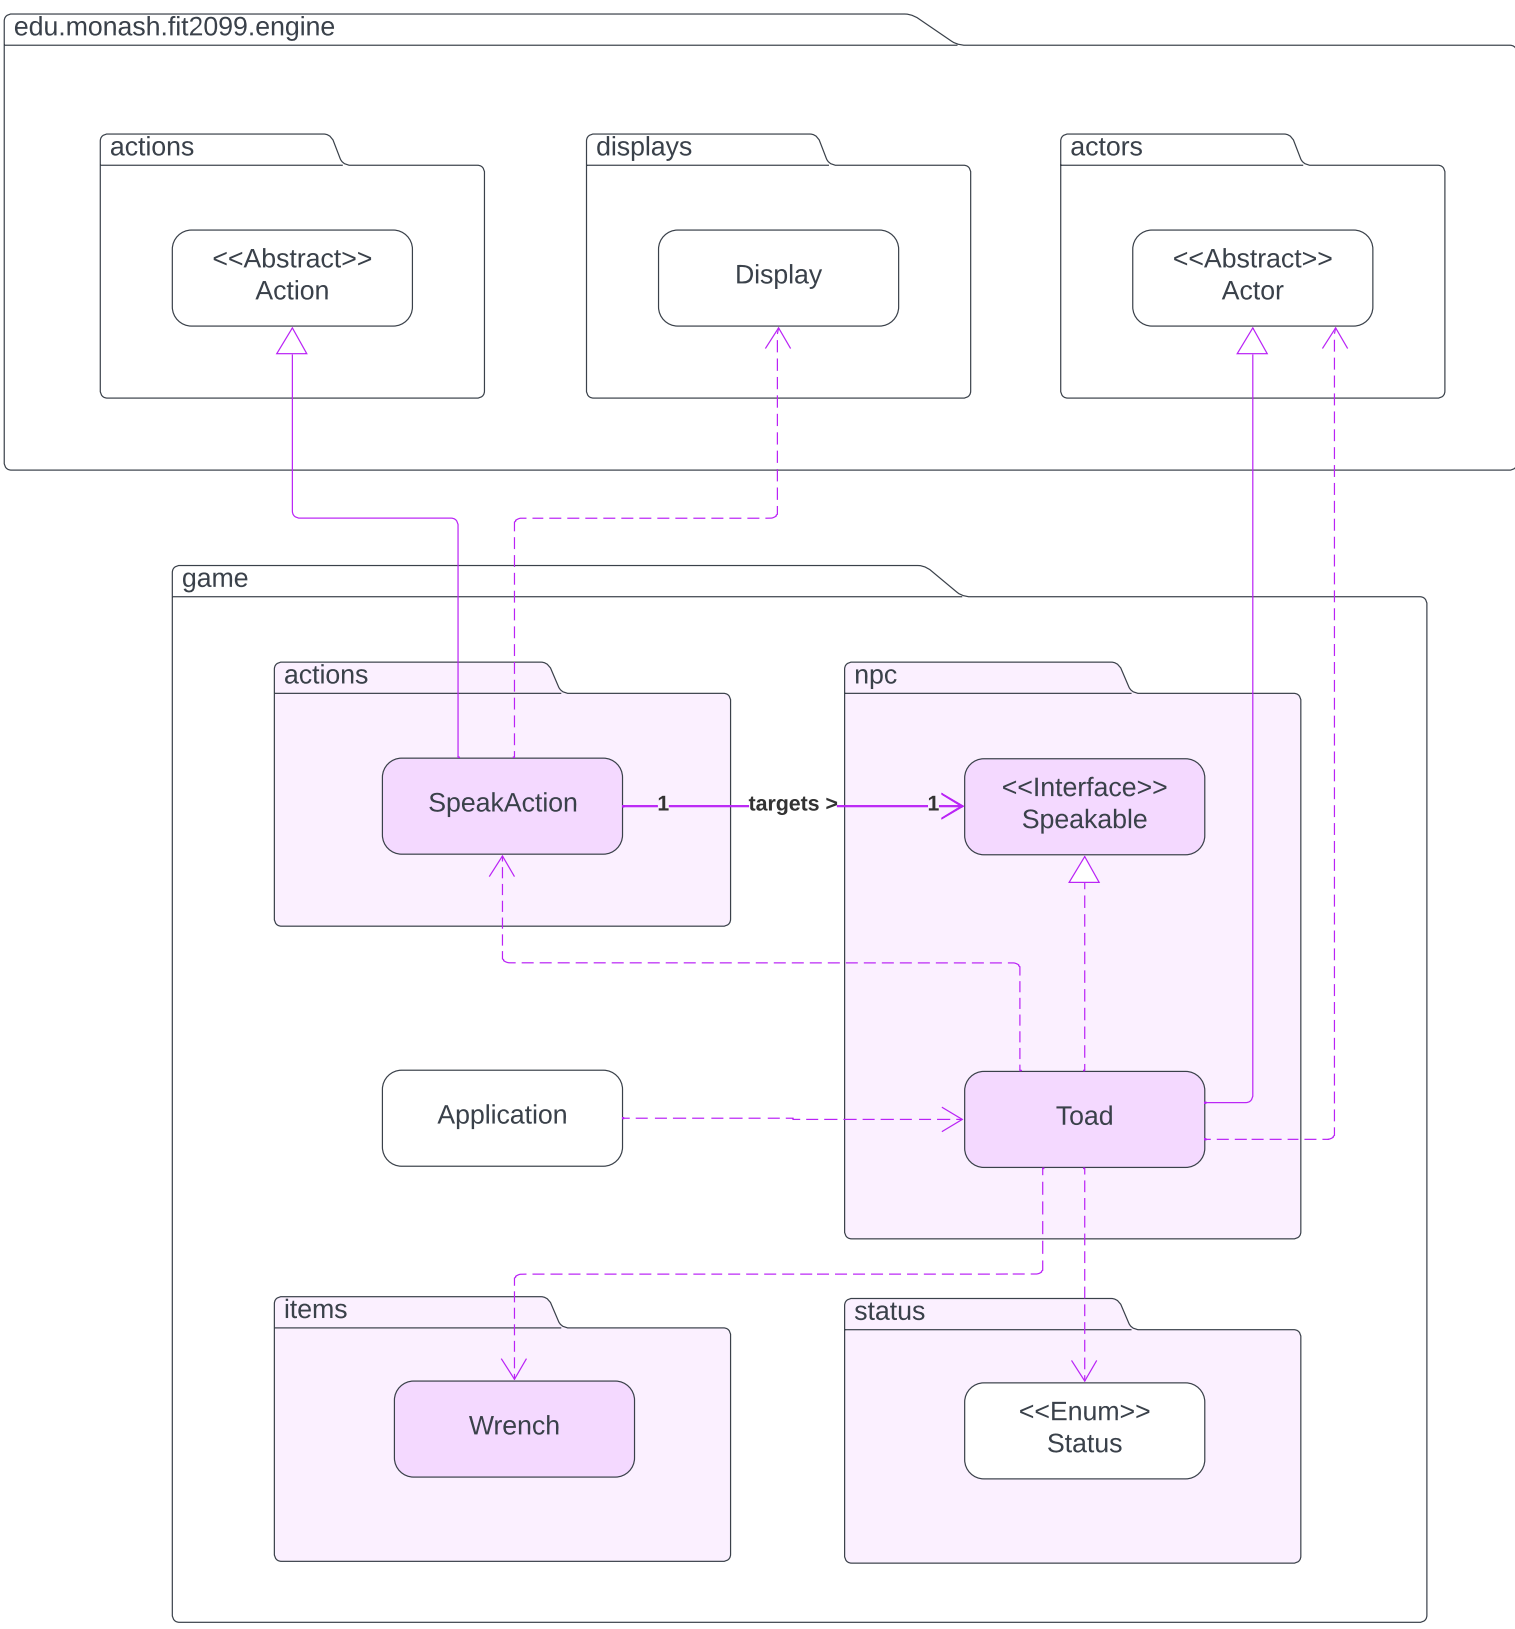 edu.monash.fit2099.engine
actions
displays
actors
<<Abstract>>
Action
Display
<<Abstract>>
Actor
game
actions
npc
SpeakAction
1
targets >
1
<<Interface>>
Speakable
Application
Toad
items
status
Wrench
<<Enum>>
Status